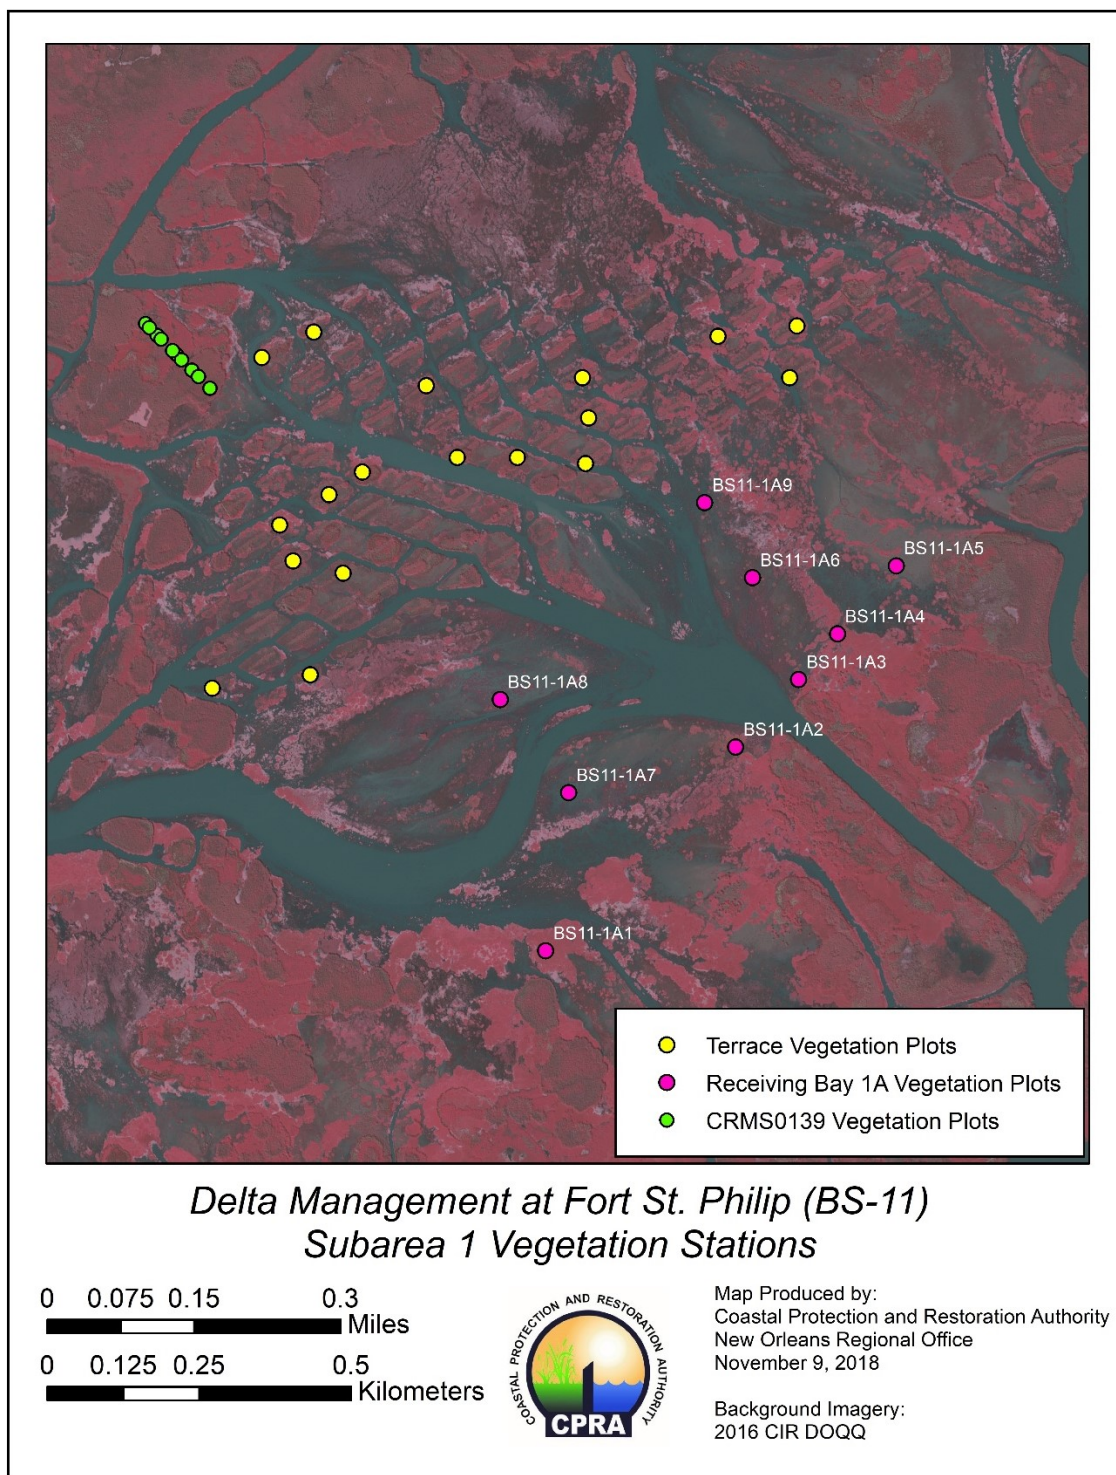 BS11-1A9
BS11-1A5
BS11-1A6
BS11-1A4
BS11-1A3
BS11-1A8
BS11-1A2
BS11-1A7
BS11-1A1
Terrace Vegetation Plots
Receiving Bay 1A Vegetation Plots
CRMS0139 Vegetation Plots
Delta Management at Fort St. Philip (BS-11)
Subarea 1 Vegetation Stations
0 0.075 0.15 0.3
Miles
0 0.125 0.25 0.5
Kilometers
COASTAL PROTECTION AND RESTORATION AUTHORITY
CPRA
Map Produced by:
Coastal Protection and Restoration Authority
New Orleans Regional Office
November 9, 2018
Background Imagery:
2016 CIR DOQQ